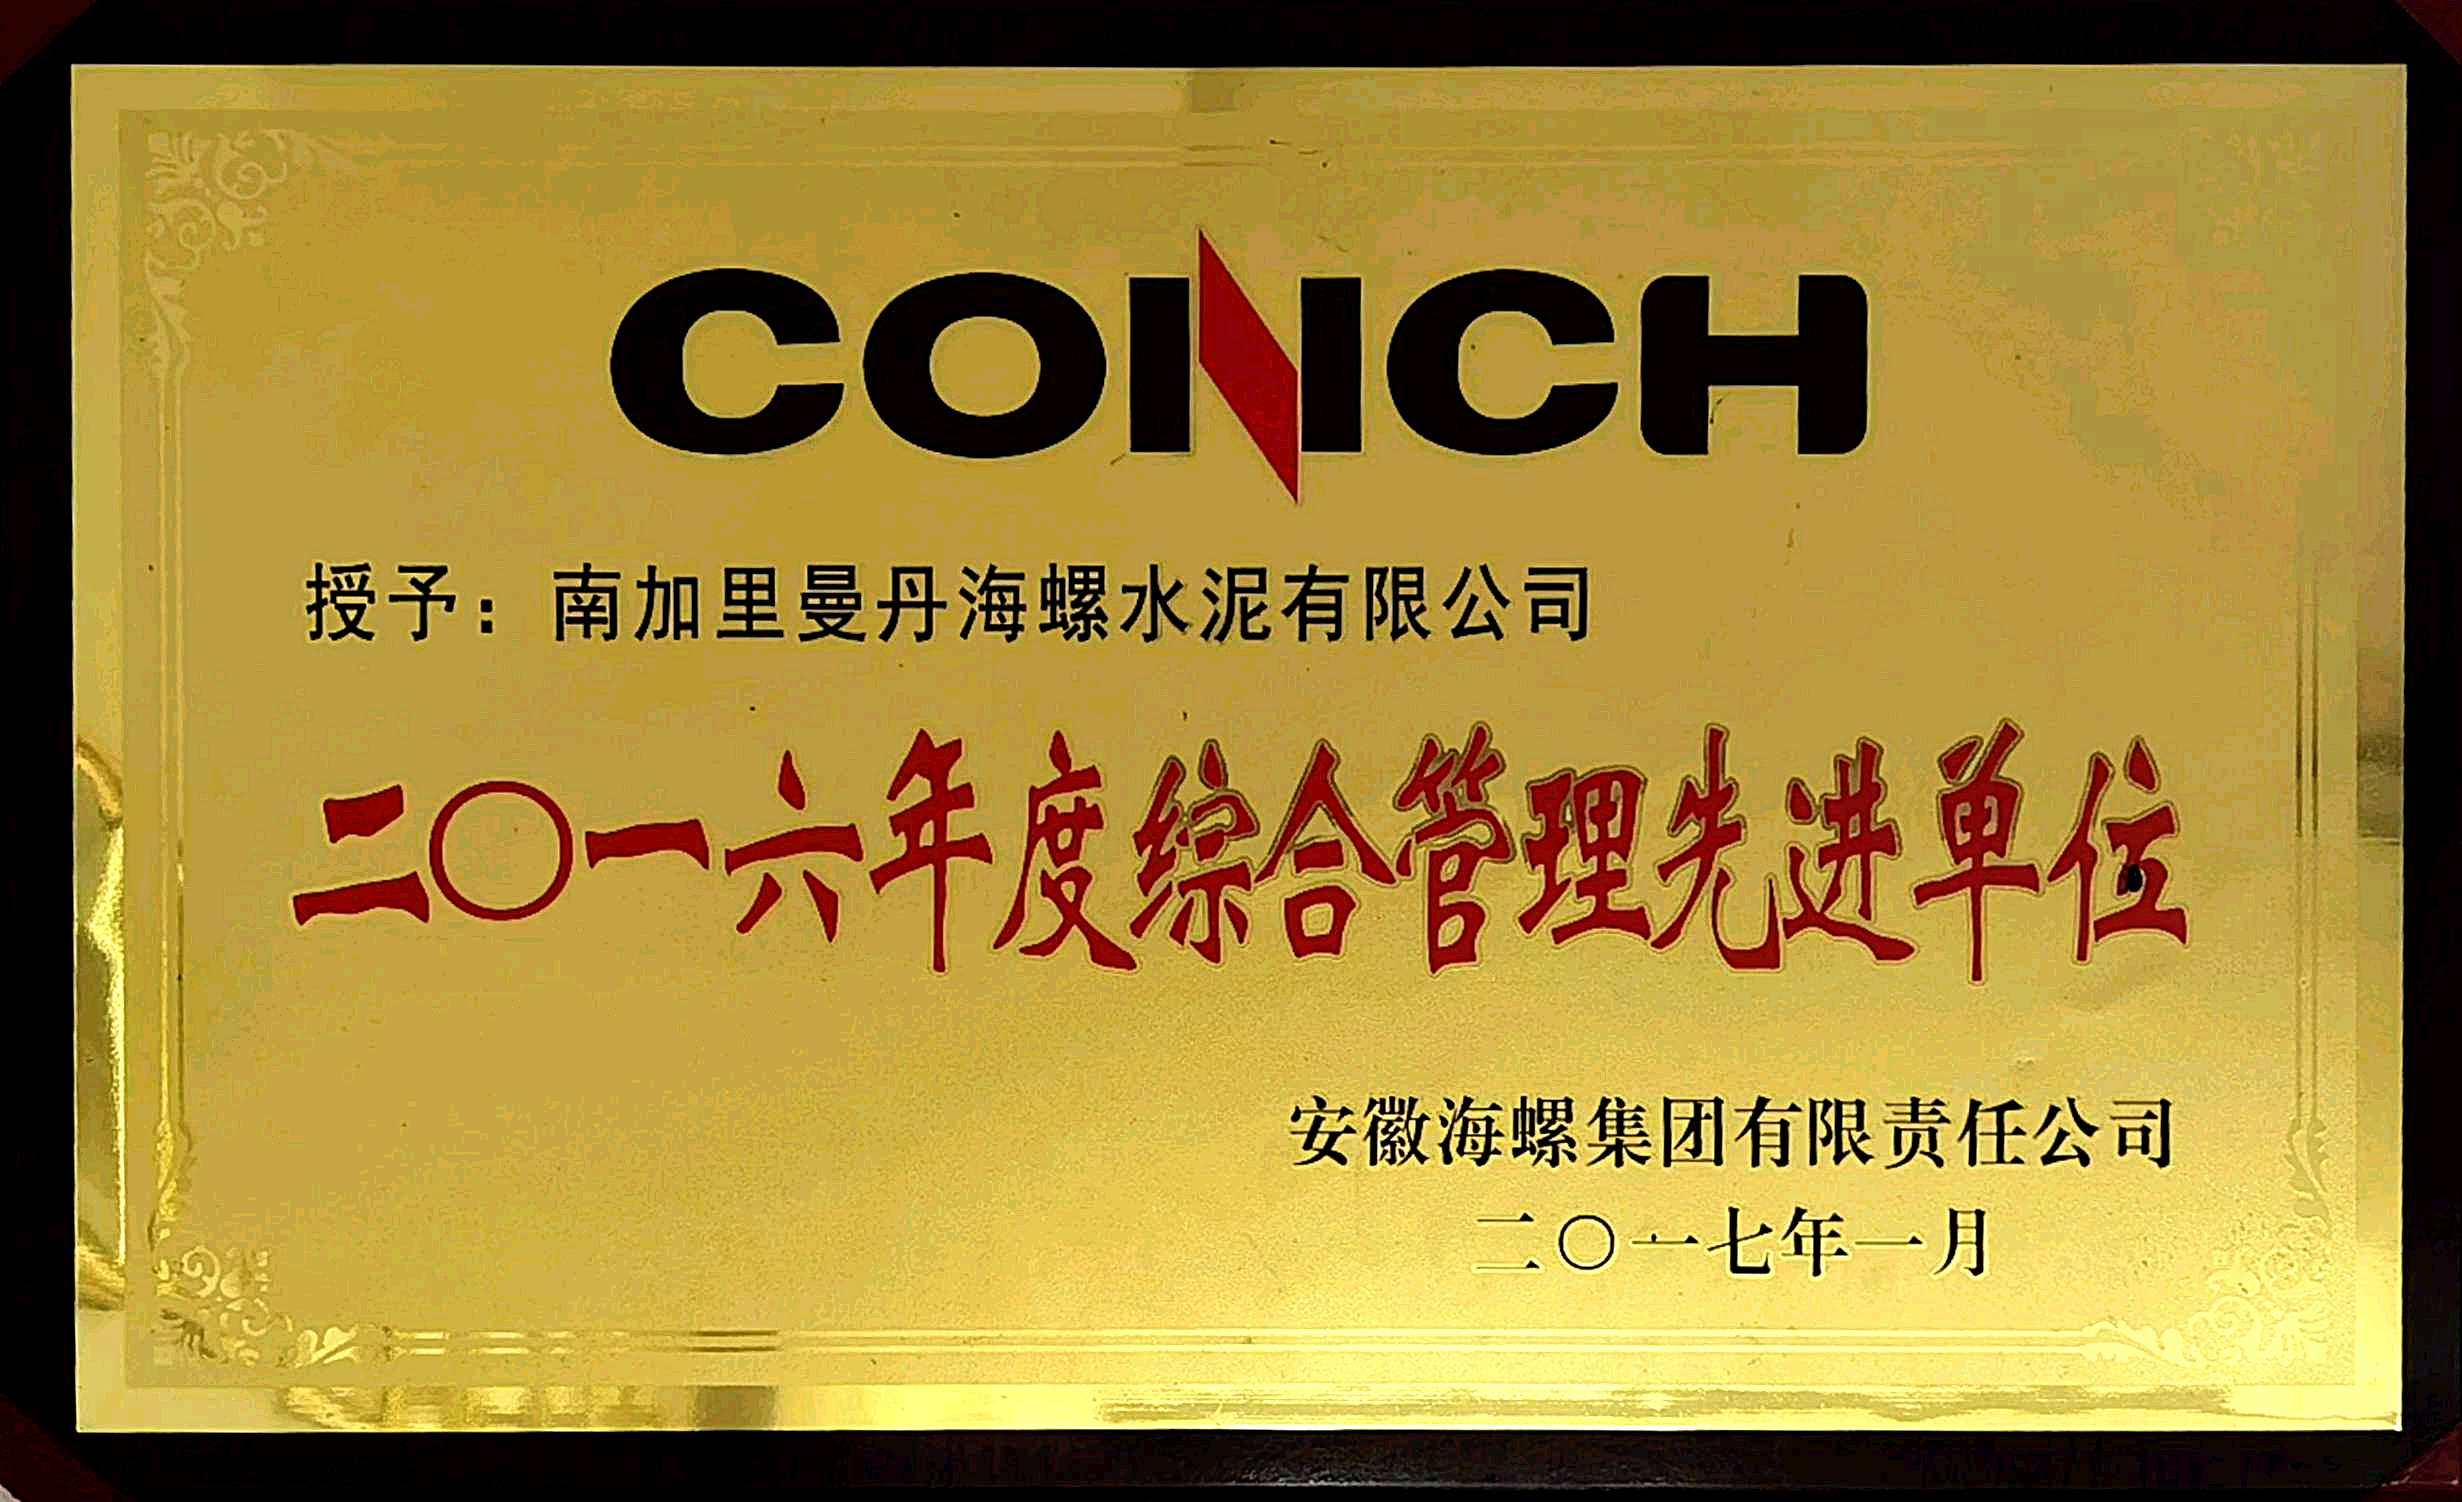 CONCH
授予：南加里曼丹海螺水泥有限公司
二〇一六年度综合管理先进单位
安徽海螺集团有限责任公司
二〇一七年一月